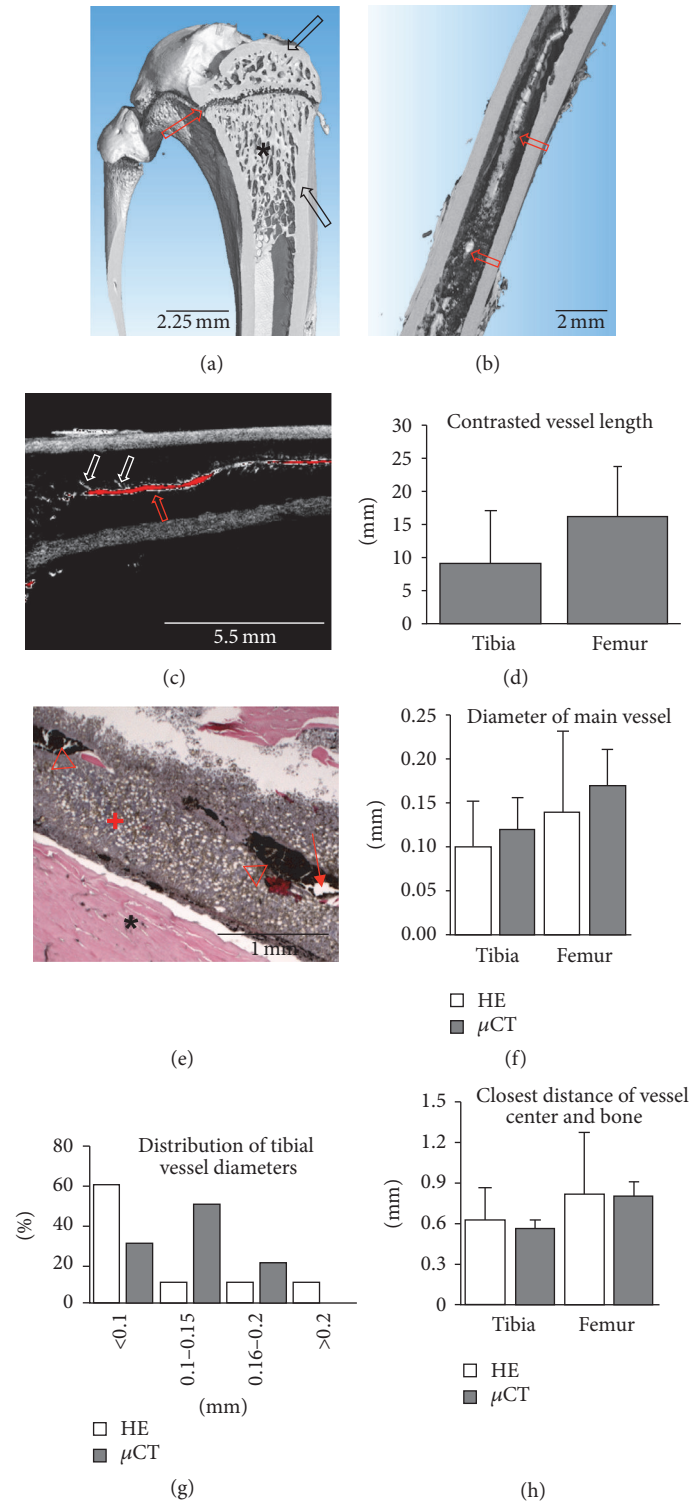 2.25 mm
2 mm
(a)
(b)
5.5 mm
(c)
Contrasted vessel length
30
25
20
15
10
5
0
(mm)
Tibia
Femur
(d)
*
+
*
1 mm
(e)
Diameter of main vessel
0.25
0.20
0.15
0.10
0.05
0.00
(mm)
Tibia
Femur
HE
μCT
(f)
Distribution of tibial
vessel diameters
80
60
40
20
0
(%)
<0.1
0.1–0.15
0.16–0.2
>0.2
(mm)
HE
μCT
(g)
Closest distance of vessel
center and bone
1.5
1.2
0.9
0.6
0.3
0
(mm)
Tibia
Femur
HE
μCT
(h)